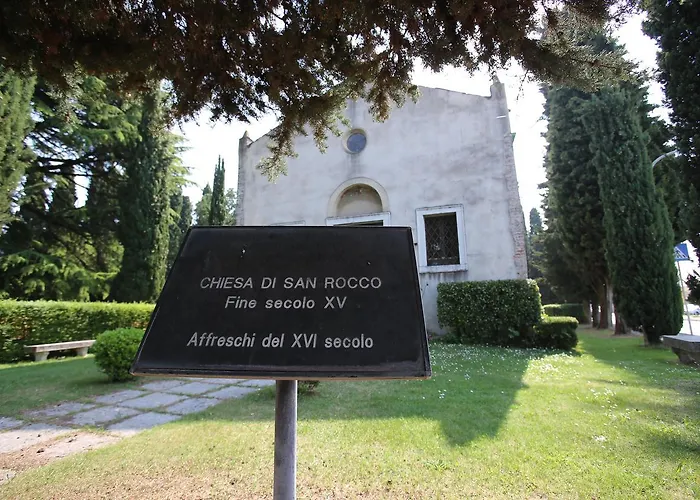 CHIESA DI SAN ROCCO
Fine secolo XV
Affreschi del XVI secolo